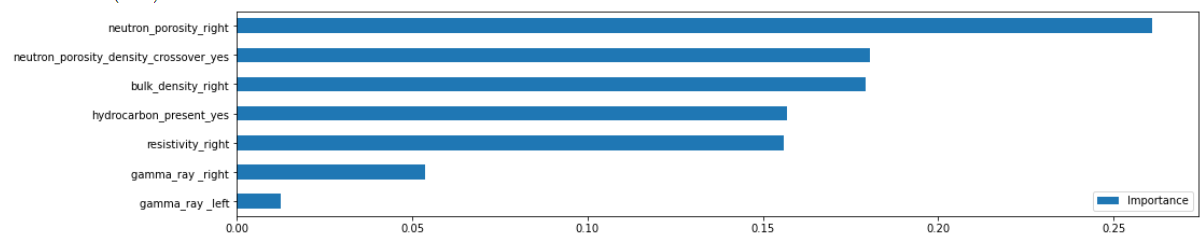 neutron_porosity_right
neutron_porosity_density_crossover_yes
bulk_density_right
hydrocarbon_present_yes
resistivity_right
gamma_ray _right
gamma_ray _left
Importance
0.00 0.05 0.10 0.15 0.20 0.25